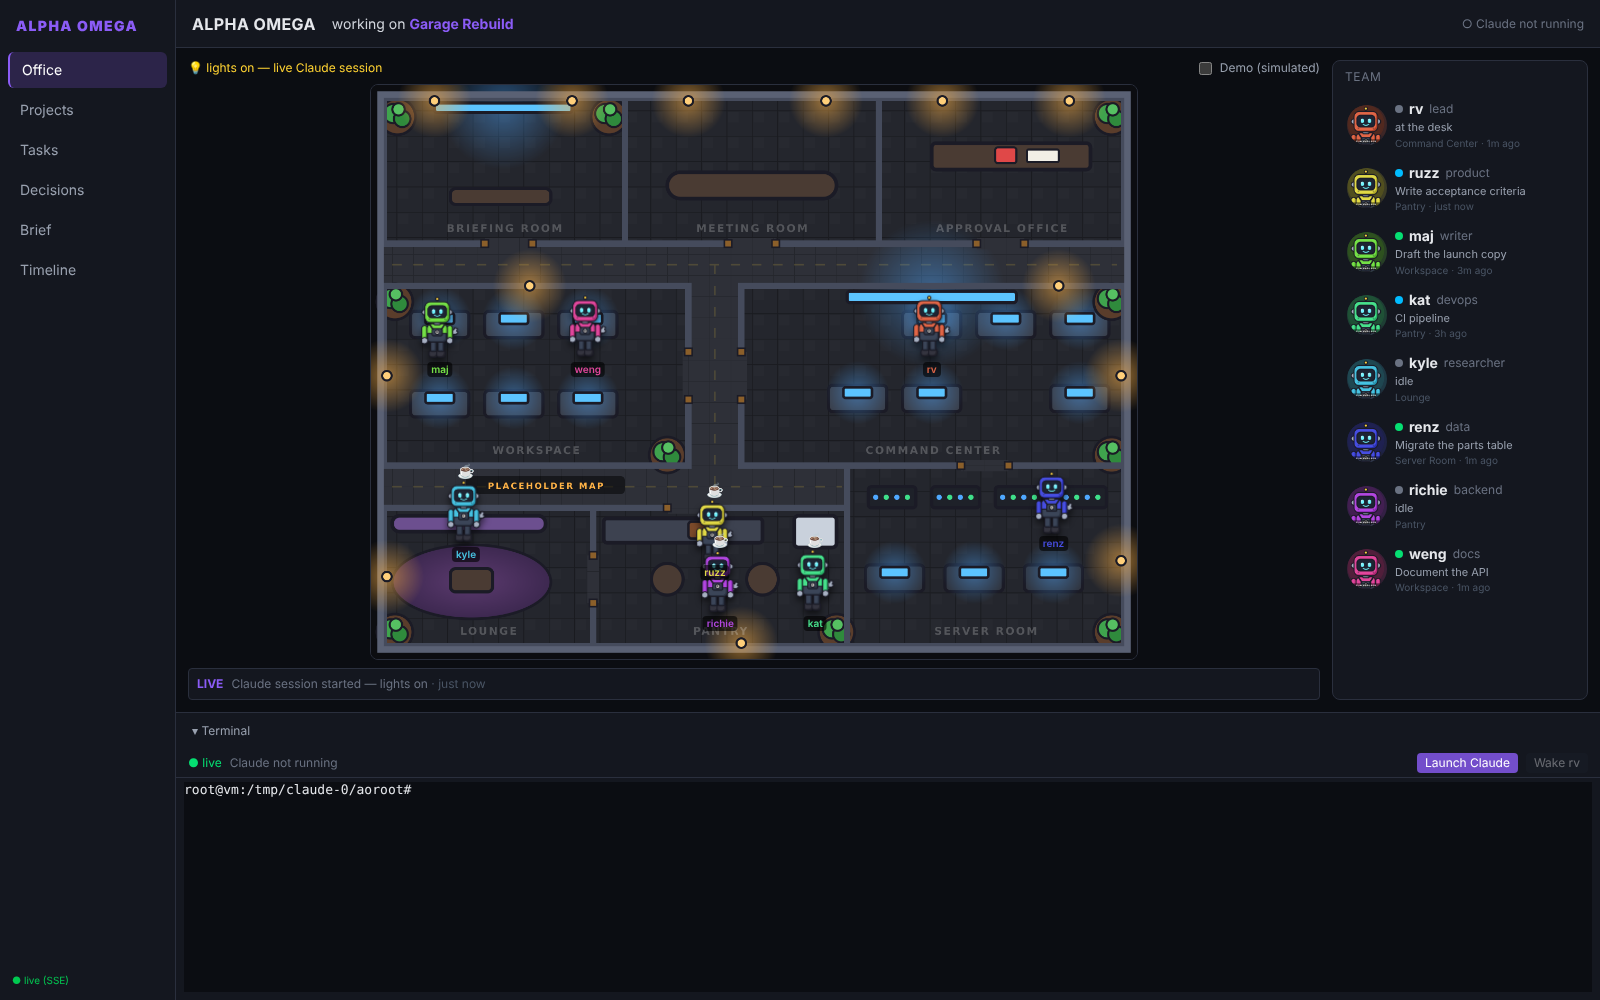 ALPHA OMEGA
Office
Projects
Tasks
Decisions
Brief
Timeline
live (SSE)
ALPHA OMEGA working on Garage Rebuild
Claude not running
lights on — live Claude session
Demo (simulated)
BRIEFING ROOM
MEETING ROOM
APPROVAL OFFICE
maj
weng
rv
WORKSPACE
COMMAND CENTER
PLACEHOLDER MAP
kyle
ruzz
renz
richie
kat
LOUNGE
PANTRY
SERVER ROOM
LIVE Claude session started — lights on · just now
TEAM
rv lead
at the desk
Command Center · 1m ago
ruzz product
Write acceptance criteria
Pantry · just now
maj writer
Draft the launch copy
Workspace · 3m ago
kat devops
CI pipeline
Pantry · 3h ago
kyle researcher
idle
Lounge
renz data
Migrate the parts table
Server Room · 1m ago
richie backend
idle
Pantry
weng docs
Document the API
Workspace · 1m ago
▾ Terminal
live Claude not running
Launch Claude
Wake rv
root@vm:/tmp/claude-0/aoroot#